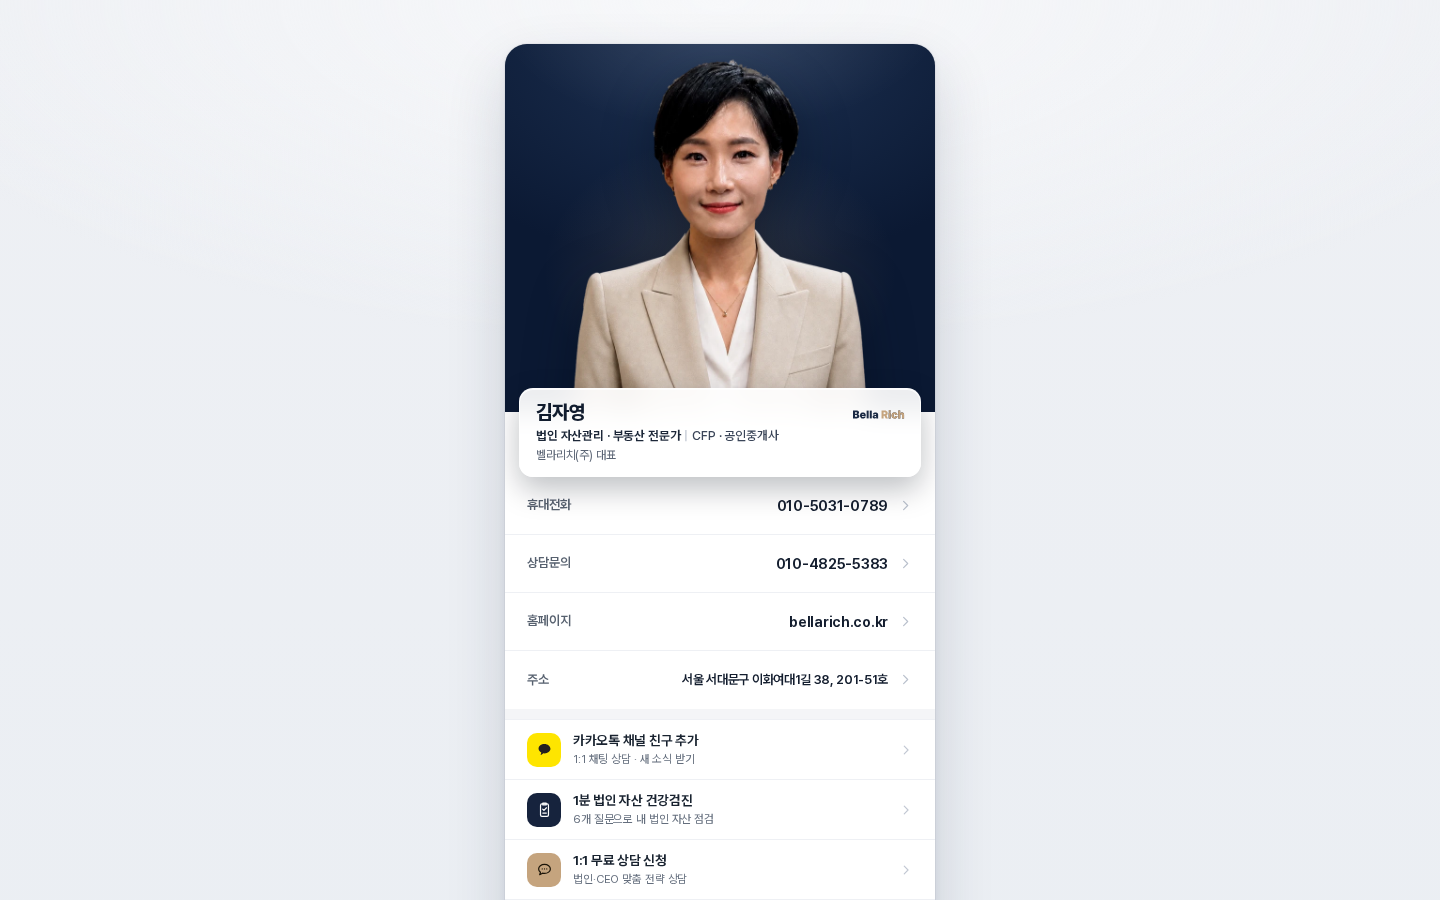 김자영
Bella Rich
법인 자산관리 · 부동산 전문가 | CFP · 공인중개사
벨라리치(주) 대표
휴대전화 010-5031-0789
상담문의 010-4825-5383
홈페이지 bellarich.co.kr
주소 서울 서대문구 이화여대1길 38, 201-51호
카카오톡 채널 친구 추가
1:1 채팅 상담 · 새 소식 받기
1분 법인 자산 건강검진
6개 질문으로 내 법인 자산 점검
1:1 무료 상담 신청
법인·CEO 맞춤 전략 상담